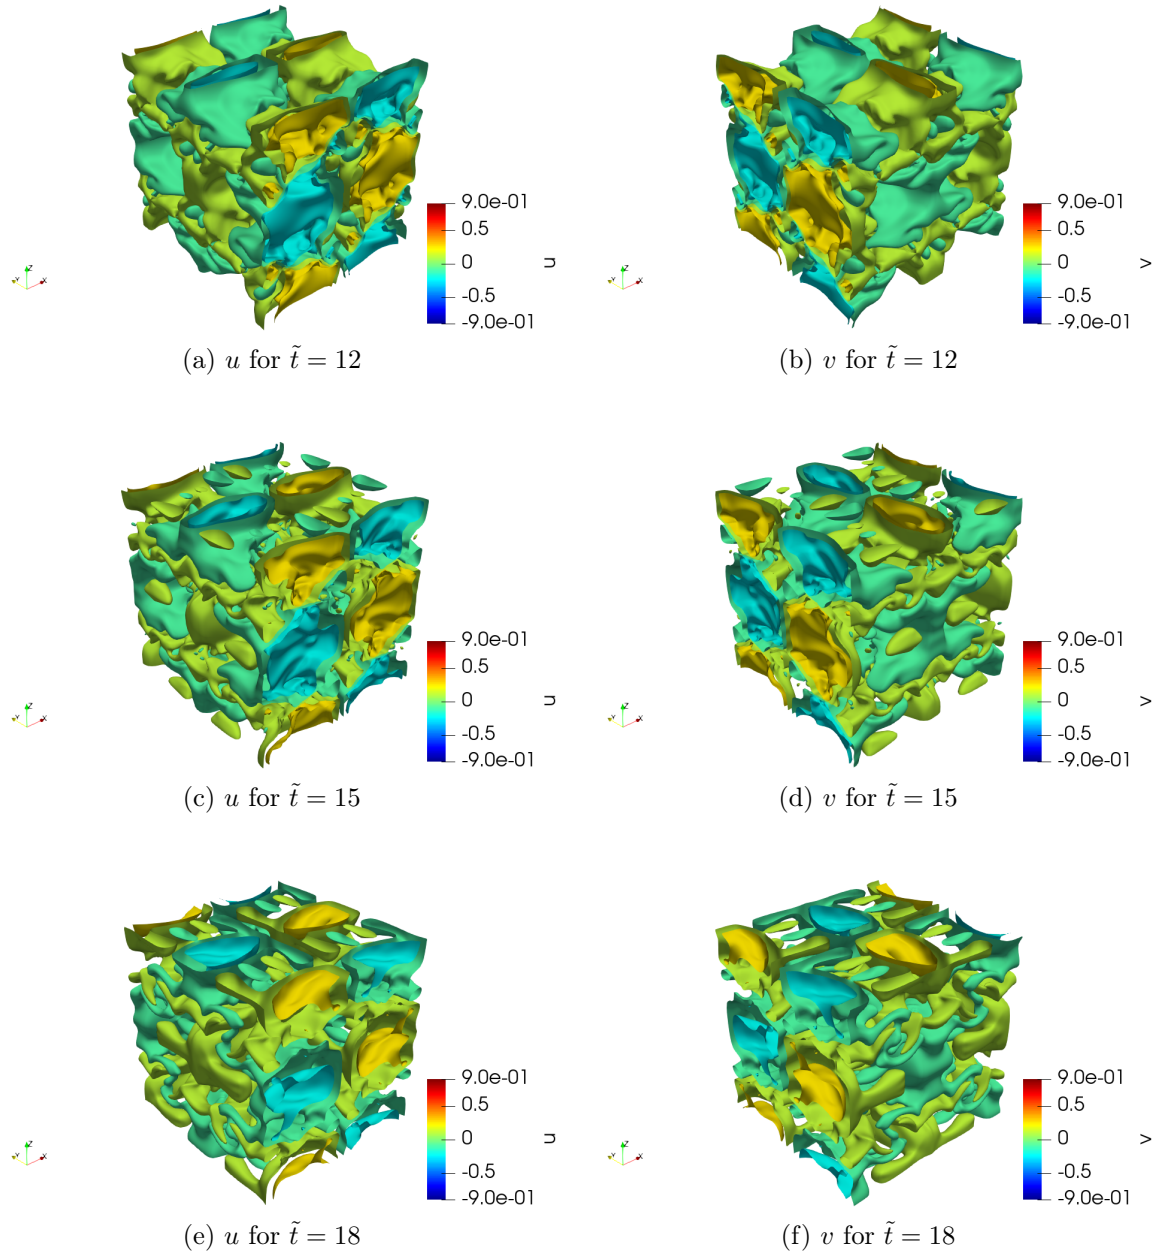 9.0e-01
0.5
0
-0.5
-9.0e-01
u
Z
Y
X
(a) u for t̃ = 12
9.0e-01
0.5
0
-0.5
-9.0e-01
v
Z
Y
X
(b) v for t̃ = 12
9.0e-01
0.5
0
-0.5
-9.0e-01
u
Z
Y
X
(c) u for t̃ = 15
9.0e-01
0.5
0
-0.5
-9.0e-01
v
Z
Y
X
(d) v for t̃ = 15
9.0e-01
0.5
0
-0.5
-9.0e-01
u
Z
Y
X
(e) u for t̃ = 18
9.0e-01
0.5
0
-0.5
-9.0e-01
v
Z
Y
X
(f) v for t̃ = 18